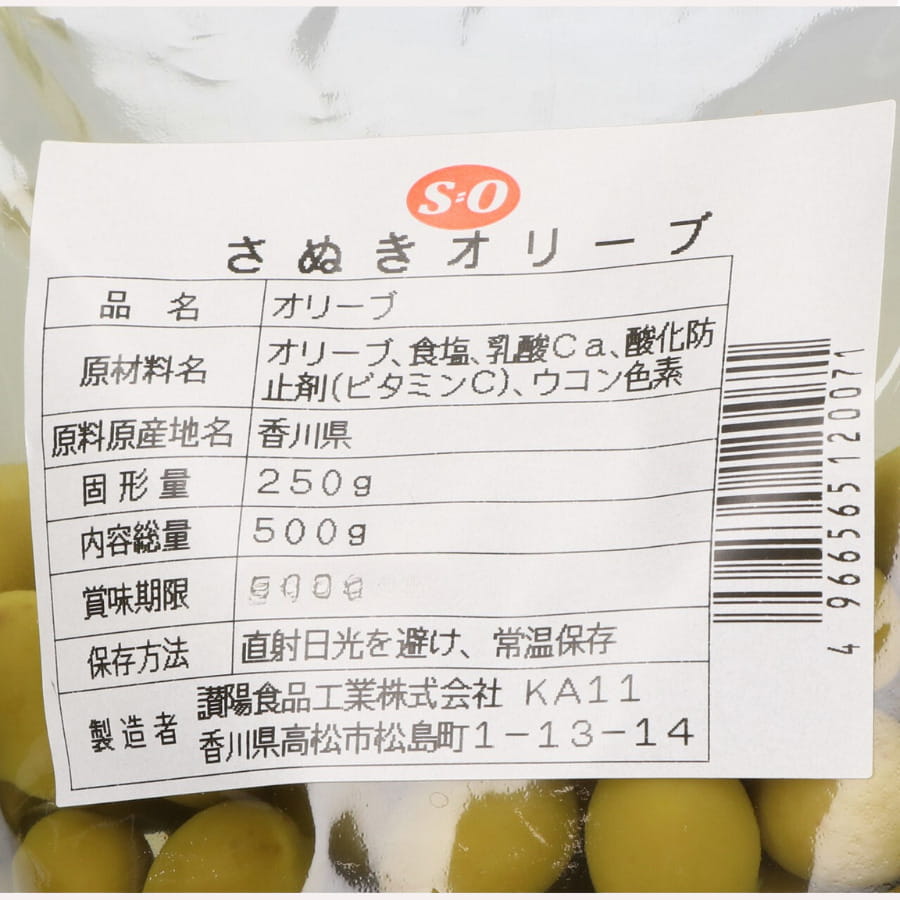 S=O
さぬきオリーブ
品名 オリーブ
原材料名 オリーブ、食塩、乳酸Ca、酸化防
止剤(ビタミンC)、ウコン色素
原料原産地名 香川県
固形量 250g
内容総量 500g
賞味期限
保存方法 直射日光を避け、常温保存
製造者 讃陽食品工業株式会社 KA11
香川県高松市松島町1-13-14
4966565120071